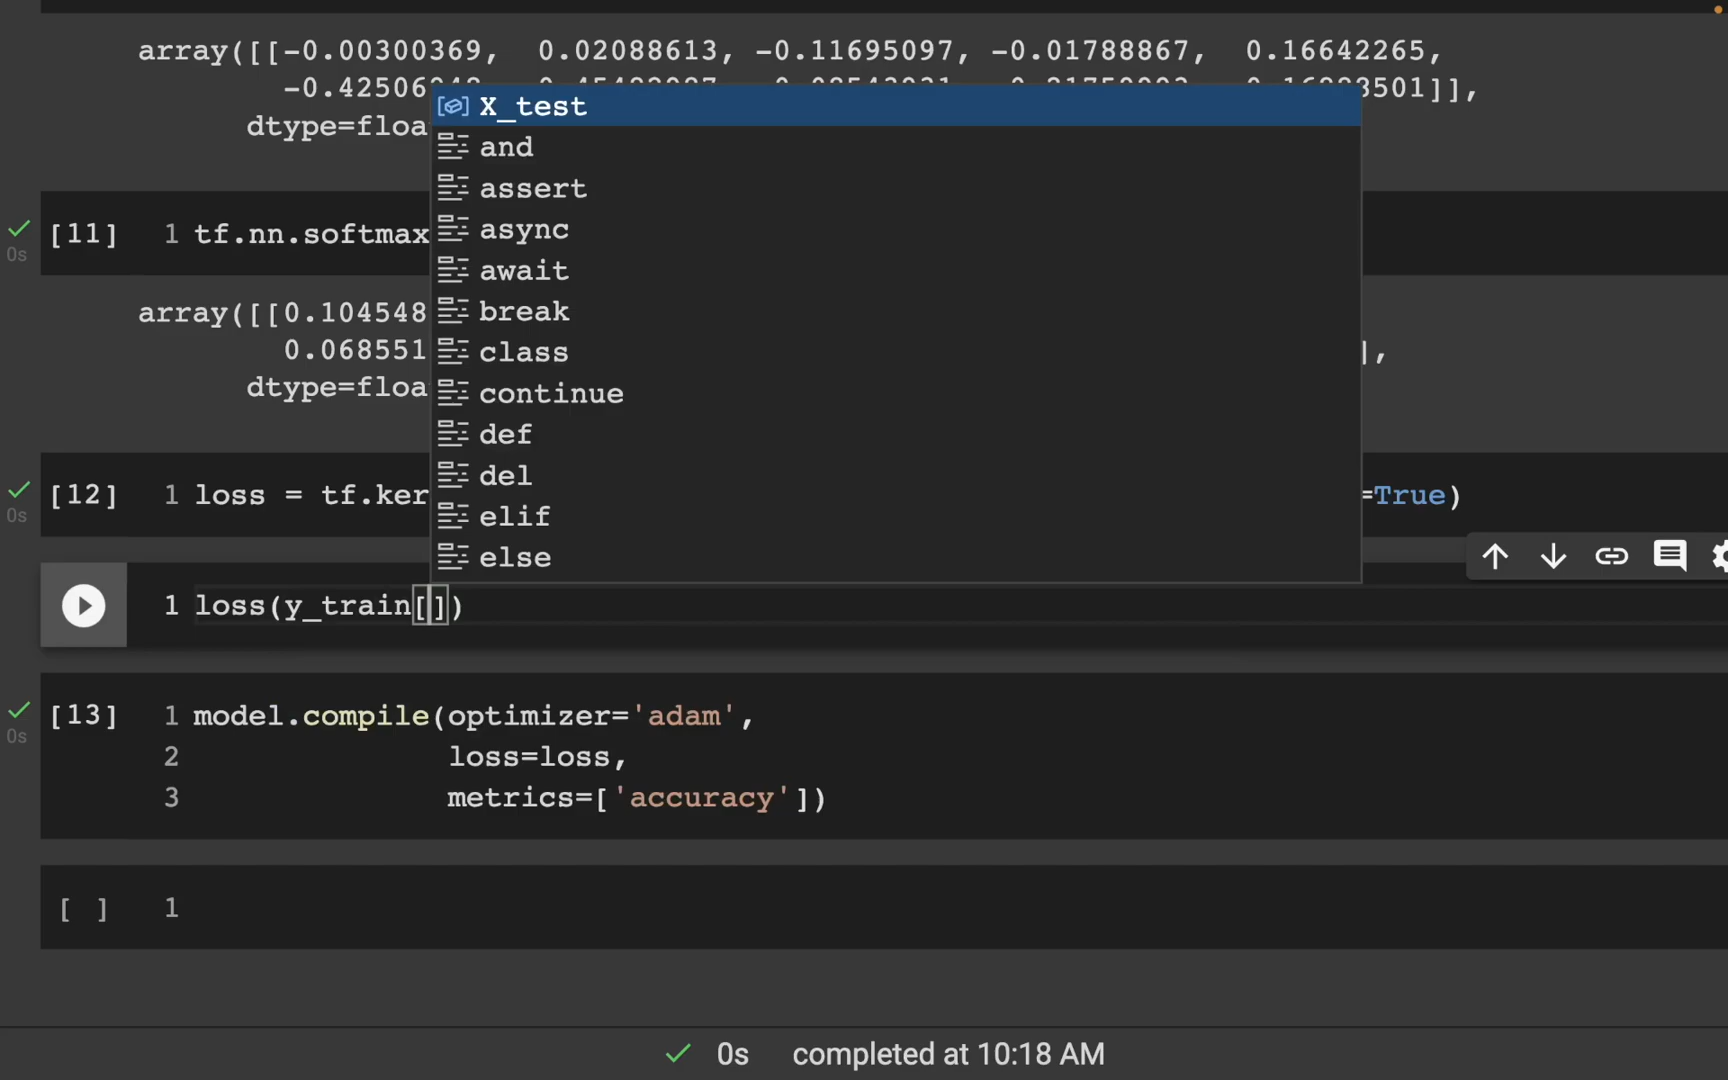 array([[-0.00300369, 0.02088613, -0.11695097, -0.01788867, 0.16642265,
-0.42506 3501]],
dtype=floa
X_test
and
assert
async
await
break
class
continue
def
del
elif
else
0s [11] 1 tf.nn.softmax
array([[0.104548
0.068551 ],
dtype=floa
0s [12] 1 loss = tf.ker =True)
1 loss(y_train[])
0s [13] 1 model.compile(optimizer='adam',
2 loss=loss,
3 metrics=['accuracy'])
[ ] 1
0s completed at 10:18 AM